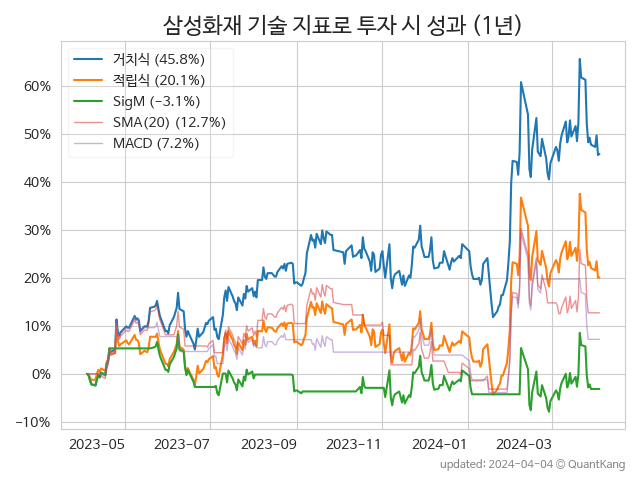 삼성화재 기술 지표로 투자 시 성과 (1년)
거치식 (45.8%)
적립식 (20.1%)
SigM (−3.1%)
SMA(20) (12.7%)
MACD (7.2%)
60%
50%
40%
30%
20%
10%
0%
−10%
2023-05 2023-07 2023-09 2023-11 2024-01 2024-03
updated: 2024-04-04 ⓒ QuantKang